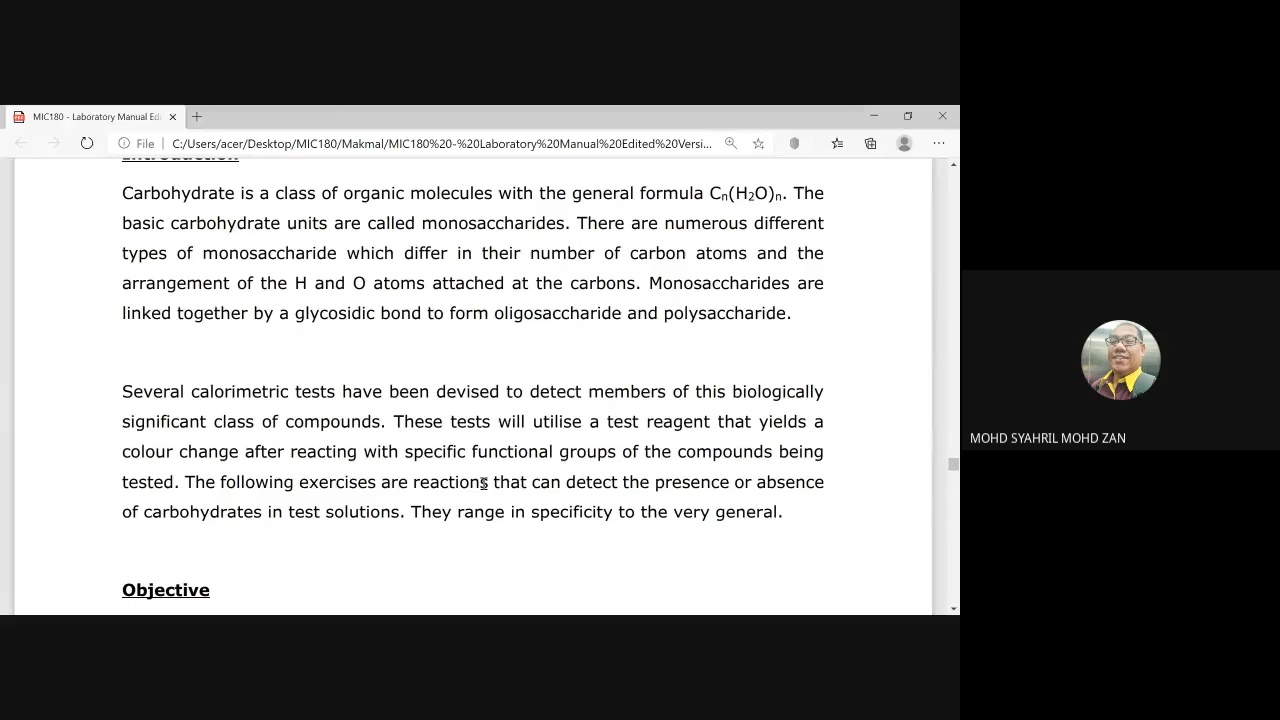 MIC180 - Laboratory Manual Edi
File
C:/Users/acer/Desktop/MIC180/Makmal/MIC180%20-%20Laboratory%20Manual%20Edited%20Versi...
Introduction
Carbohydrate is a class of organic molecules with the general formula Cₙ(H₂O)ₙ. The
basic carbohydrate units are called monosaccharides. There are numerous different
types of monosaccharide which differ in their number of carbon atoms and the
arrangement of the H and O atoms attached at the carbons. Monosaccharides are
linked together by a glycosidic bond to form oligosaccharide and polysaccharide.
Several calorimetric tests have been devised to detect members of this biologically
significant class of compounds. These tests will utilise a test reagent that yields a
colour change after reacting with specific functional groups of the compounds being
tested. The following exercises are reactions that can detect the presence or absence
of carbohydrates in test solutions. They range in specificity to the very general.
Objective
MOHD SYAHRIL MOHD ZAN